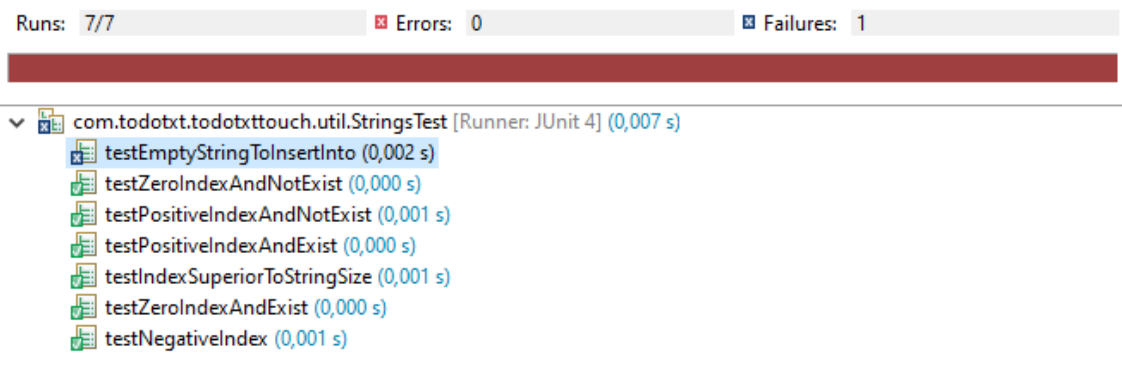 Runs: 7/7 Errors: 0 Failures: 1
com.todotxt.todotxttouch.util.StringsTest [Runner: JUnit 4] (0,007 s)
testEmptyStringToInsertInto (0,002 s)
testZeroIndexAndNotExist (0,000 s)
testPositiveIndexAndNotExist (0,001 s)
testPositiveIndexAndExist (0,000 s)
testIndexSuperiorToStringSize (0,001 s)
testZeroIndexAndExist (0,000 s)
testNegativeIndex (0,001 s)